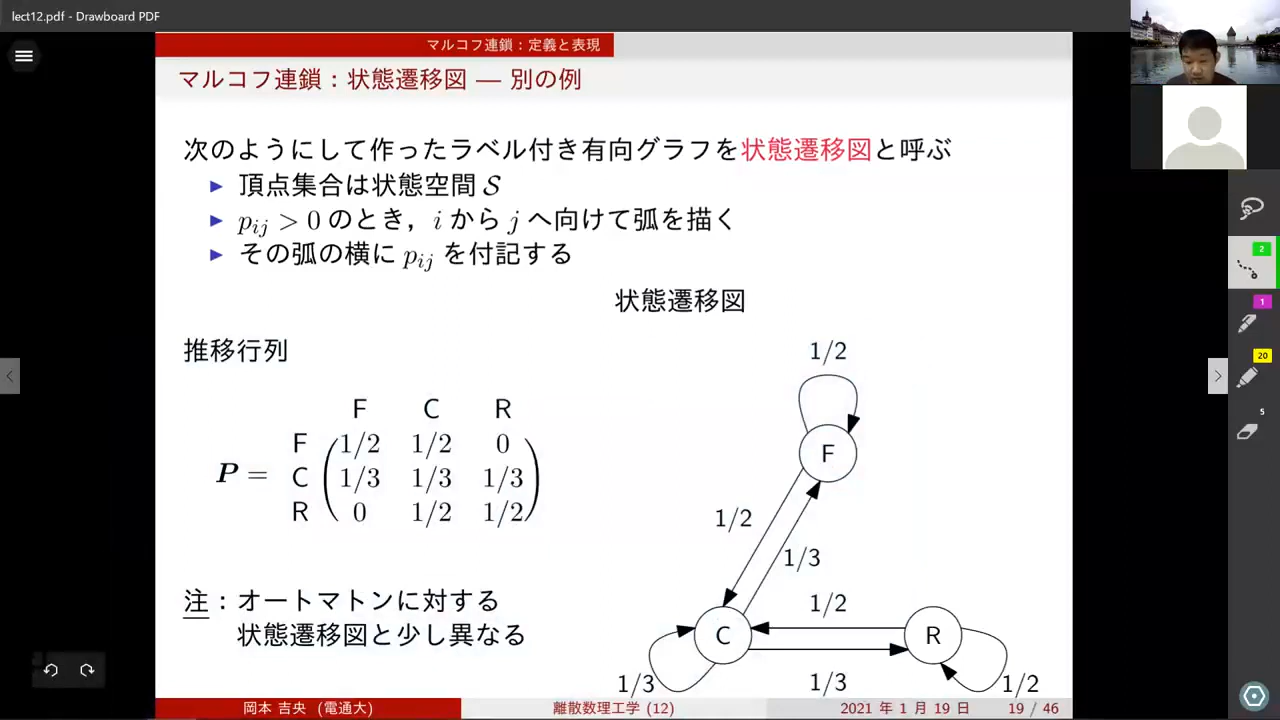 lect12.pdf - Drawboard PDF
マルコフ連鎖：定義と表現
マルコフ連鎖：状態遷移図 — 別の例
次のようにして作ったラベル付き有向グラフを状態遷移図と呼ぶ
▶ 頂点集合は状態空間 S
▶ pij > 0 のとき，i から j へ向けて弧を描く
▶ その弧の横に pij を付記する
状態遷移図
推移行列
F C R
F 1/2 1/2 0
P = C 1/3 1/3 1/3
R 0 1/2 1/2
注：オートマトンに対する
状態遷移図と少し異なる
1/2
F
1/2
1/3
1/2
C
R
1/3
1/3
1/2
岡本 吉央 (電通大)
離散数理工学 (12)
2021 年 1 月 19 日
19 / 46
2
1
20
5